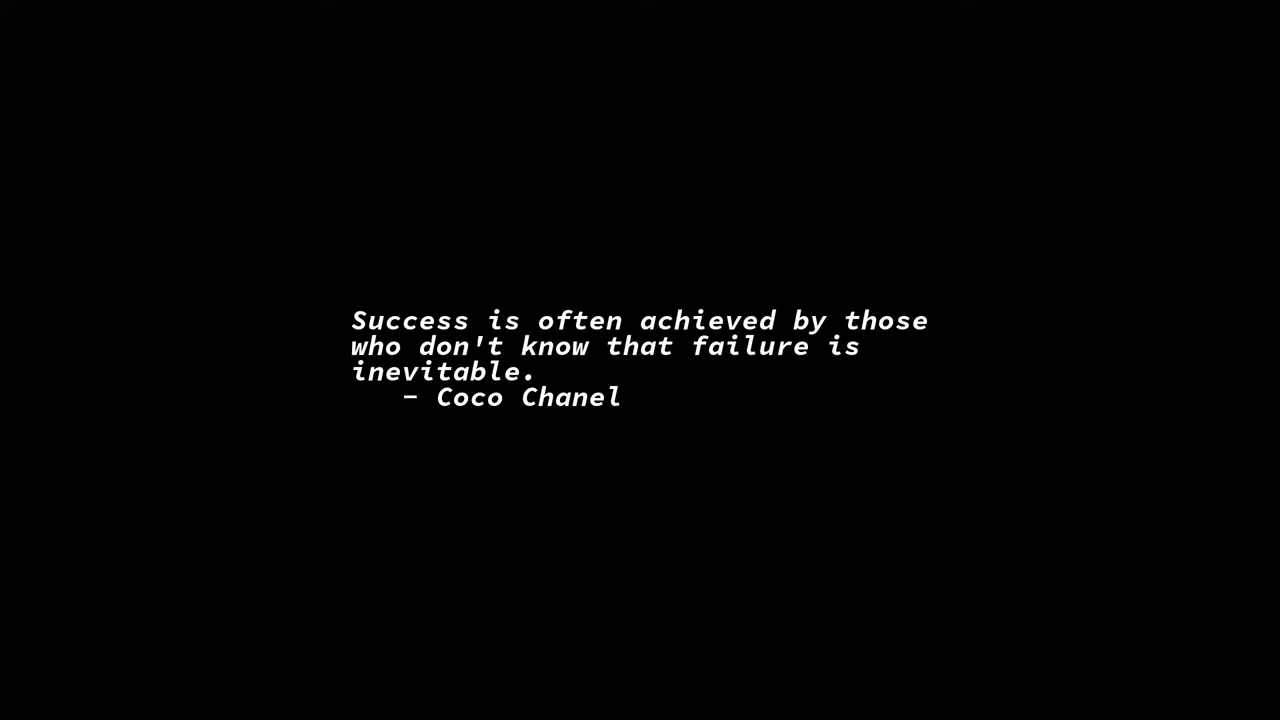 Success is often achieved by those
who don't know that failure is
inevitable.
- Coco Chanel